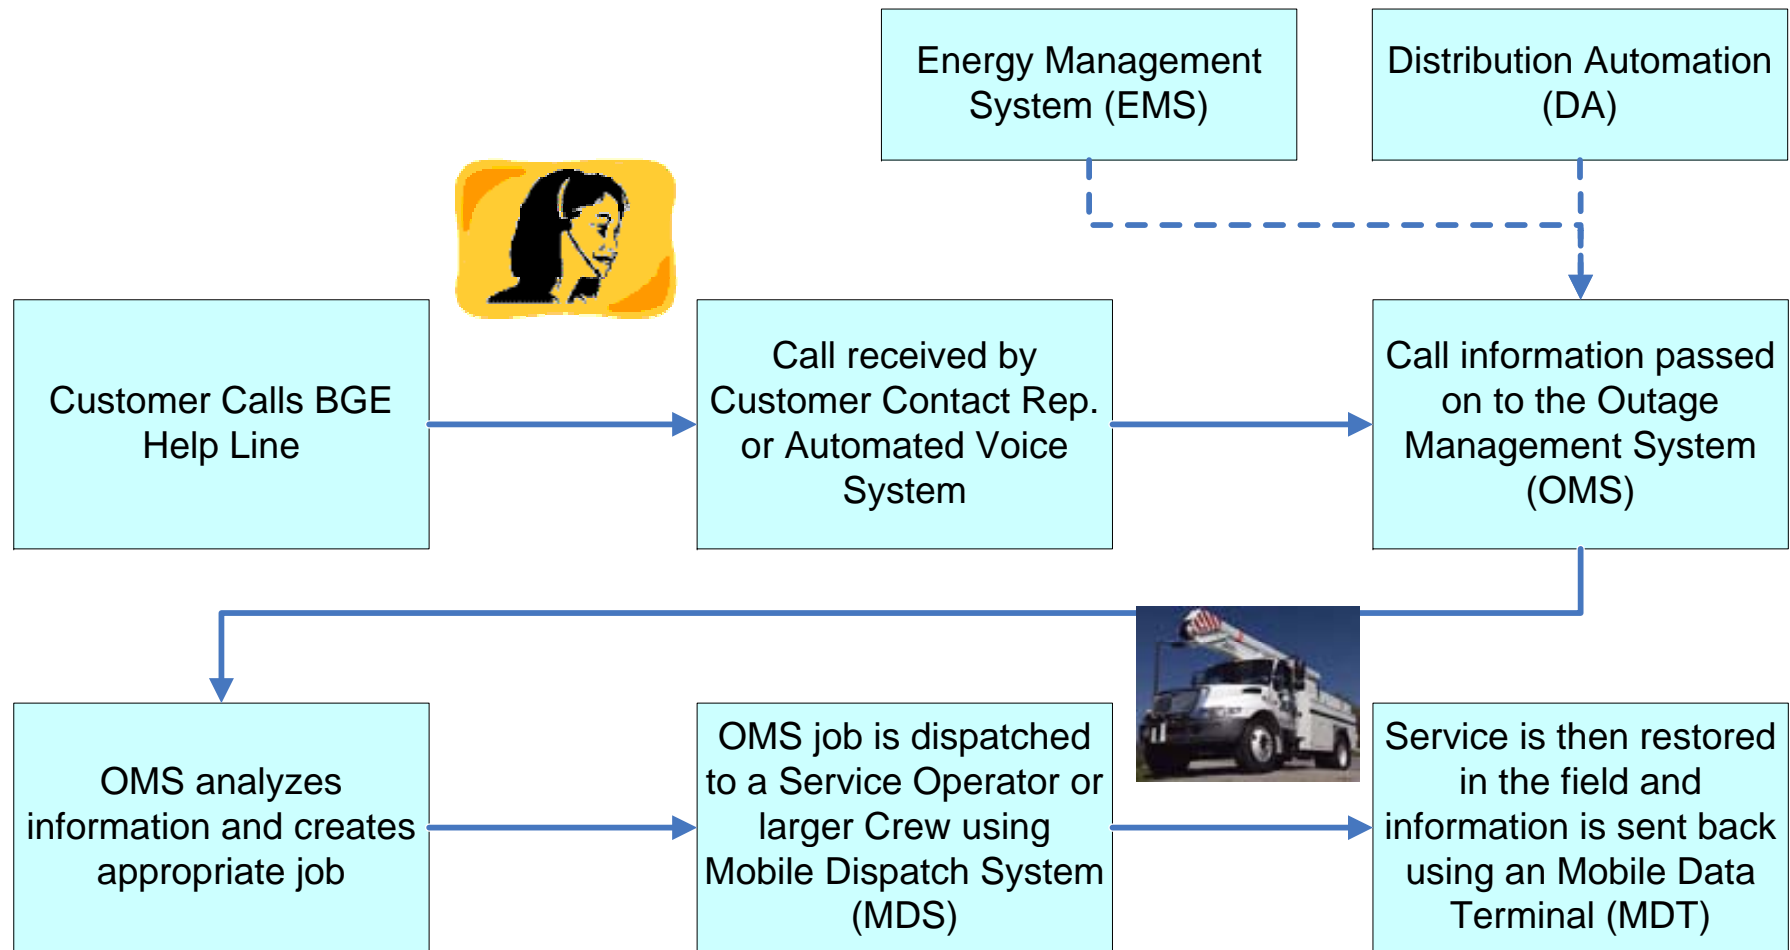 Energy Management
System (EMS)
Distribution Automation
(DA)
Customer Calls BGE
Help Line
Call received by
Customer Contact Rep.
or Automated Voice
System
Call information passed
on to the Outage
Management System
(OMS)
OMS analyzes
information and creates
appropriate job
OMS job is dispatched
to a Service Operator or
larger Crew using
Mobile Dispatch System
(MDS)
Service is then restored
in the field and
information is sent back
using an Mobile Data
Terminal (MDT)